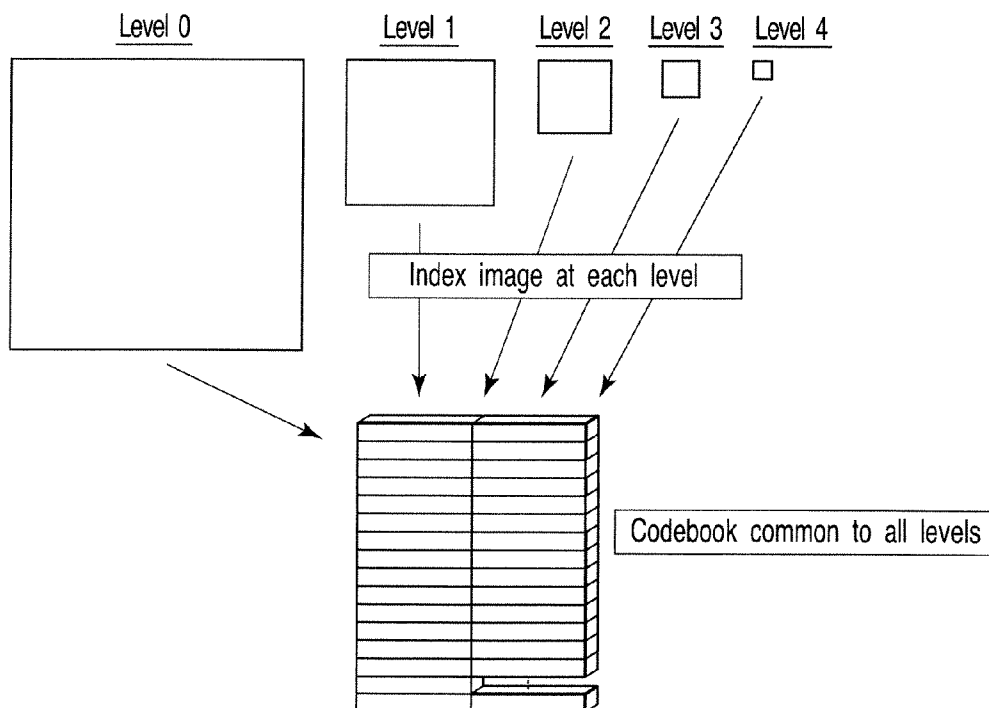 Level 0
Level 1
Level 2
Level 3
Level 4
Index image at each level
Codebook common to all levels